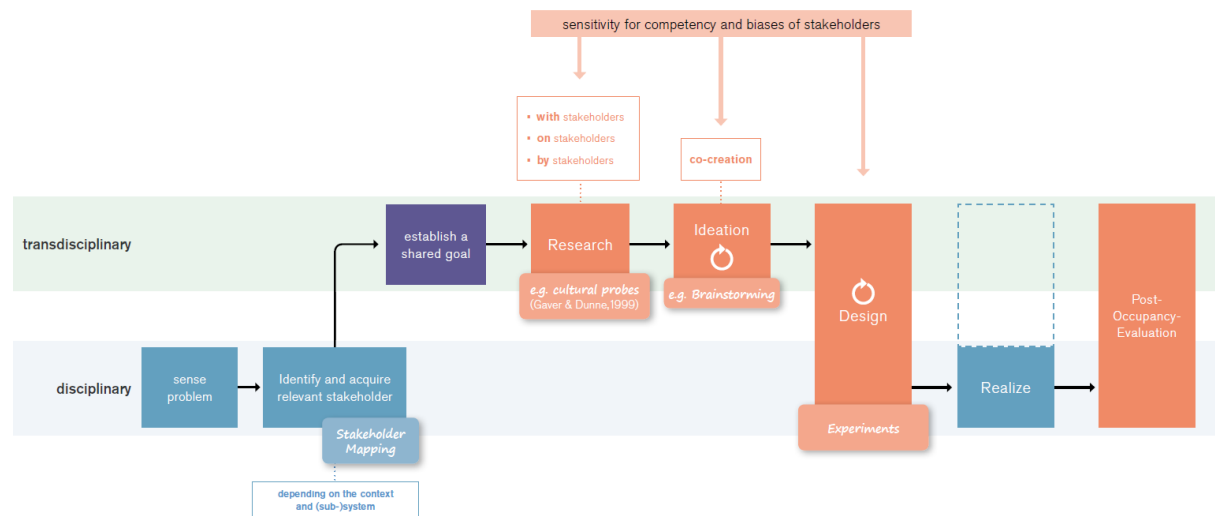 sensitivity for competency and biases of stakeholders
• with stakeholders
• on stakeholders
• by stakeholders
co-creation
transdisciplinary
establish a
shared goal
Research
e.g. cultural probes
(Gaver & Dunne, 1999)
Ideation
e.g. Brainstorming
Design
Experiments
Post-
Occupancy-
Evaluation
disciplinary
sense
problem
Identify and acquire
relevant stakeholder
Stakeholder
Mapping
depending on the context
and (sub-)system
Realize